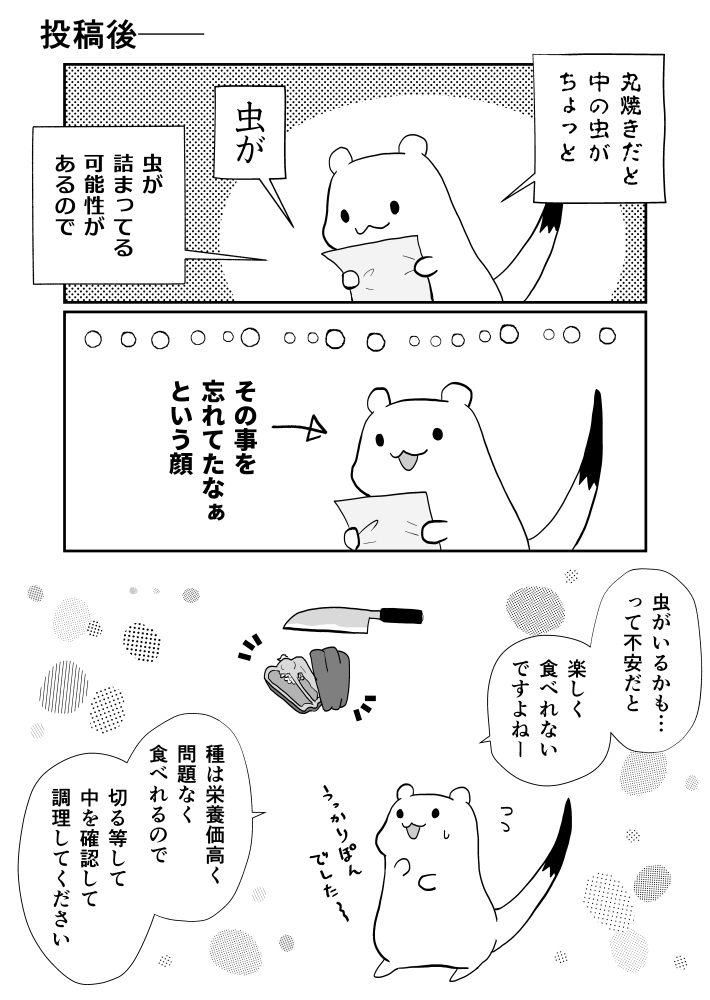 投稿後――
丸焼きだと
中の虫が
ちょっと
虫が
虫が
詰まってる
可能性が
あるので
その事を
忘れてたなぁ
という顔
虫がいるかも…
って不安だと
楽しく
食べれない
ですよねー
うっかりぽん
でした〜
種は栄養価高く
問題なく
食べれるので
切る等して
中を確認して
調理してください